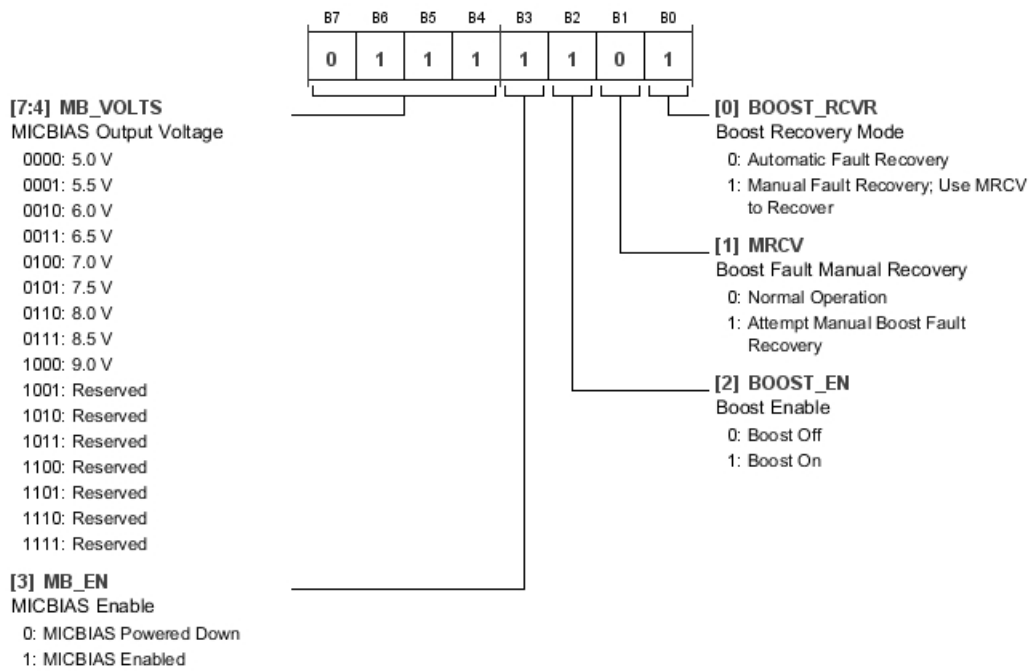 B7 B6 B5 B4 B3 B2 B1 B0
0 1 1 1 1 1 0 1
[7:4] MB_VOLTS
MICBIAS Output Voltage
0000: 5.0 V
0001: 5.5 V
0010: 6.0 V
0011: 6.5 V
0100: 7.0 V
0101: 7.5 V
0110: 8.0 V
0111: 8.5 V
1000: 9.0 V
1001: Reserved
1010: Reserved
1011: Reserved
1100: Reserved
1101: Reserved
1110: Reserved
1111: Reserved
[3] MB_EN
MICBIAS Enable
0: MICBIAS Powered Down
1: MICBIAS Enabled
[0] BOOST_RCVR
Boost Recovery Mode
0: Automatic Fault Recovery
1: Manual Fault Recovery; Use MRCV
to Recover
[1] MRCV
Boost Fault Manual Recovery
0: Normal Operation
1: Attempt Manual Boost Fault
Recovery
[2] BOOST_EN
Boost Enable
0: Boost Off
1: Boost On